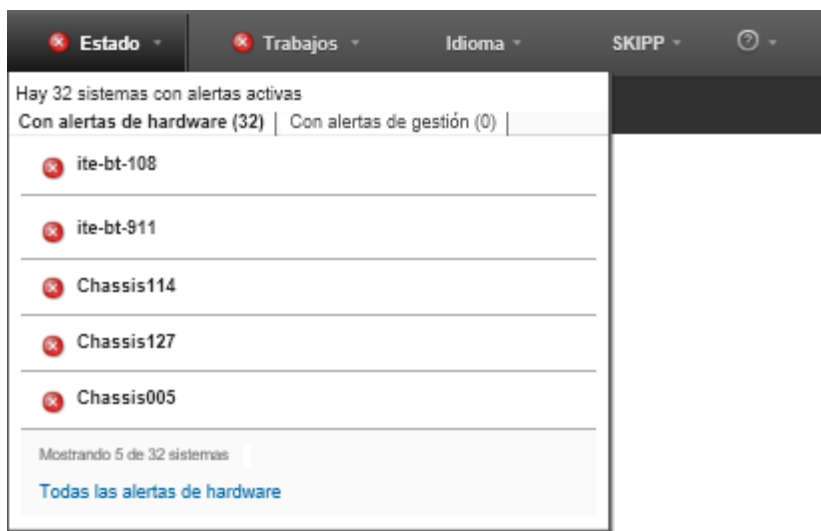 Estado Trabajos Idioma SKIPP
Hay 32 sistemas con alertas activas
Con alertas de hardware (32) | Con alertas de gestión (0) |
ite-bt-108
ite-bt-911
Chassis114
Chassis127
Chassis005
Mostrando 5 de 32 sistemas
Todas las alertas de hardware